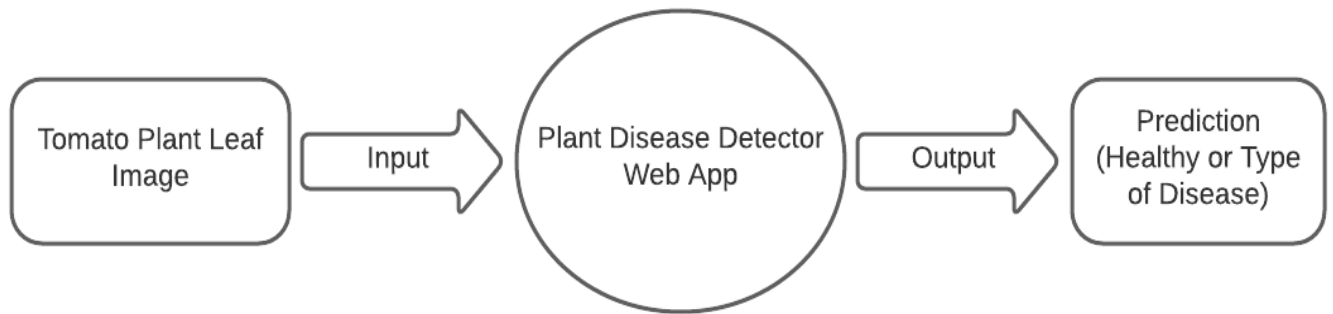 Tomato Plant Leaf
Image
Input
Plant Disease Detector
Web App
Output
Prediction
(Healthy or Type
of Disease)